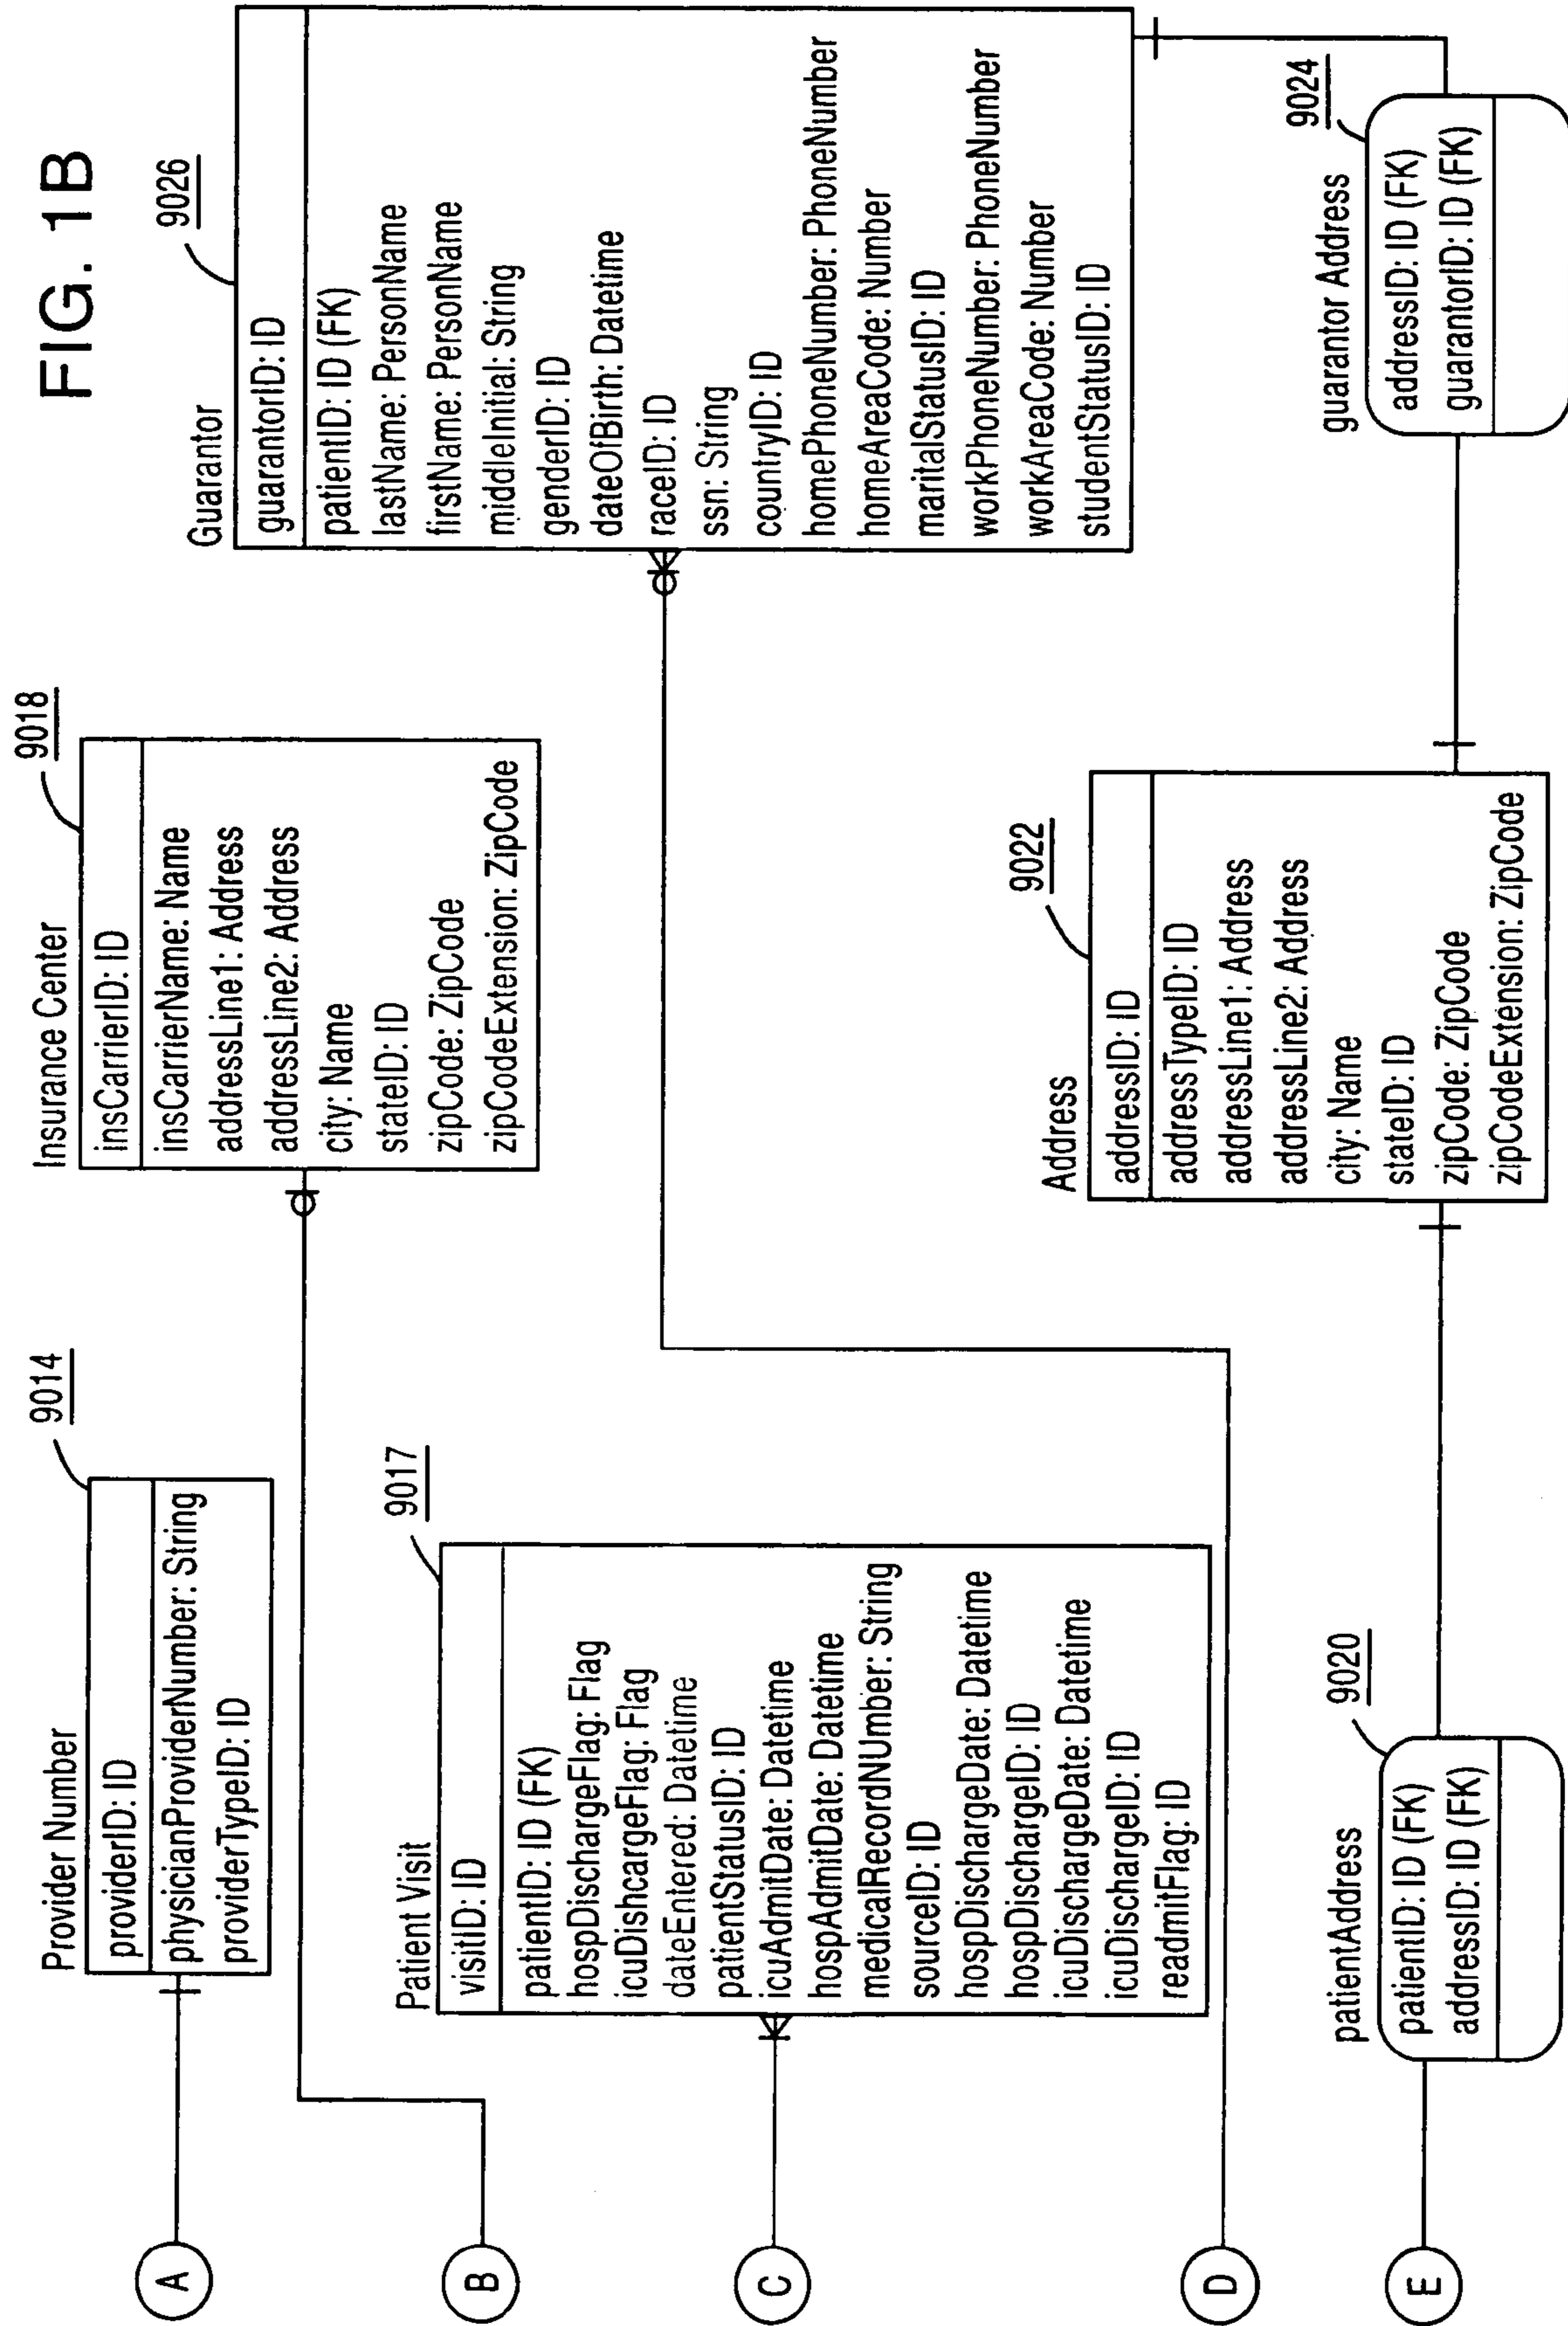 FIG. 1B
Provider Number
9014
providerID: ID
physicianProviderNumber: String
providerTypeID: ID
Insurance Center
9018
insCarrierID: ID
insCarrierName: Name
addressLine1: Address
addressLine2: Address
city: Name
stateID: ID
zipCode: ZipCode
zipCodeExtension: ZipCode
Guarantor
9026
guarantorID: ID
patientID: ID (FK)
lastName: PersonName
firstName: PersonName
middleInitial: String
genderID: ID
dateOfBirth: Datetime
raceID: ID
ssn: String
countryID: ID
homePhoneNumber: PhoneNumber
homeAreaCode: Number
maritalStatusID: ID
workPhoneNumber: PhoneNumber
workAreaCode: Number
studentStatusID: ID
Patient Visit
9017
visitID: ID
patientID: ID (FK)
hospDischargeFlag: Flag
icuDishcargeFlag: Flag
dateEntered: Datetime
patientStatusID: ID
icuAdmitDate: Datetime
hospAdmitDate: Datetime
medicalRecordNUmber: String
sourceID: ID
hospDischargeDate: Datetime
hospDischargeID: ID
icuDischargeDate: Datetime
icuDischargeID: ID
readmitFlag: ID
Address
9022
addressID: ID
addressTypeID: ID
addressLine1: Address
addressLine2: Address
city: Name
stateID: ID
zipCode: ZipCode
zipCodeExtension: ZipCode
patientAddress
9020
patientID: ID (FK)
addressID: ID (FK)
guarantor Address
9024
addressID: ID (FK)
guarantorID: ID (FK)
A
B
C
D
E